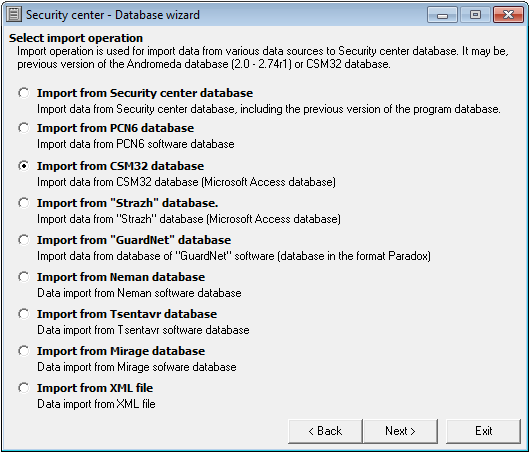 Security center - Database wizard
Select import operation
Import operation is used for import data from various data sources to Security center database. It may be,
previous version of the Andromeda database (2.0 - 2.74r1) or CSM32 database.
Import from Security center database
Import data from Security center database, including the previous version of the program database.
Import from PCN6 database
Import data from PCN6 software database
Import from CSM32 database
Import data from CSM32 database (Microsoft Access database)
Import from "Strazh" database.
Import data from "Strazh" database (Microsoft Access database)
Import from "GuardNet" database
Import data from database of "GuardNet" software (database in the format Paradox)
Import from Neman database
Data import from Neman software database
Import from Tsentavr database
Data import from Tsentavr software database
Import from Mirage database
Data import from Mirage sofware database
Import from XML file
Data import from XML file
< Back Next > Exit